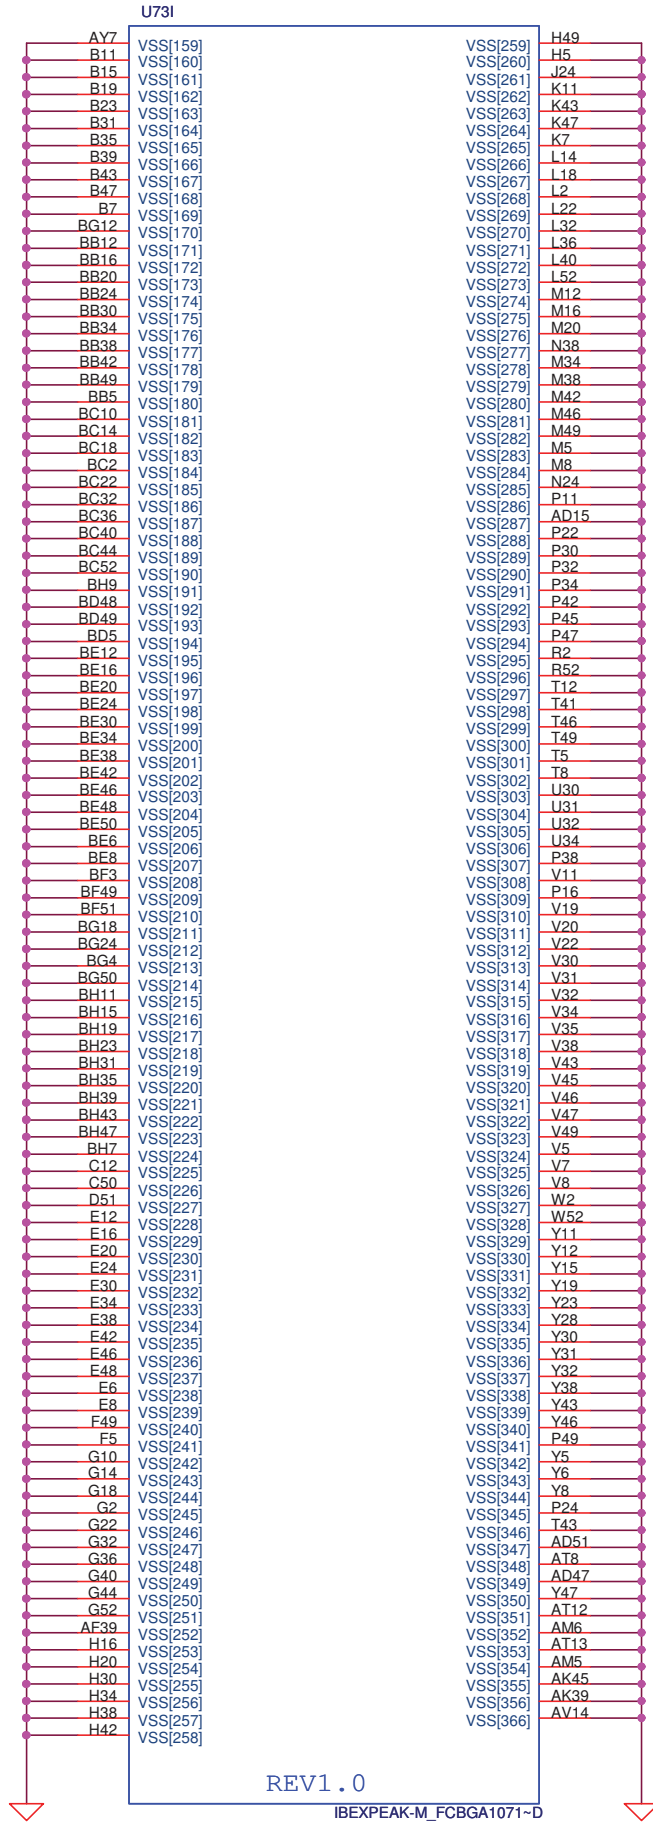 U73I
AY7 VSS[159] VSS[259] H49
B11 VSS[160] VSS[260] H5
B15 VSS[161] VSS[261] J24
B19 VSS[162] VSS[262] K11
B23 VSS[163] VSS[263] K43
B31 VSS[164] VSS[264] K47
B35 VSS[165] VSS[265] K7
B39 VSS[166] VSS[266] L14
B43 VSS[167] VSS[267] L18
B47 VSS[168] VSS[268] L2
B7 VSS[169] VSS[269] L22
BG12 VSS[170] VSS[270] L32
BB12 VSS[171] VSS[271] L36
BB16 VSS[172] VSS[272] L40
BB20 VSS[173] VSS[273] L52
BB24 VSS[174] VSS[274] M12
BB30 VSS[175] VSS[275] M16
BB34 VSS[176] VSS[276] M20
BB38 VSS[177] VSS[277] N38
BB42 VSS[178] VSS[278] M34
BB49 VSS[179] VSS[279] M38
BB5 VSS[180] VSS[280] M42
BC10 VSS[181] VSS[281] M46
BC14 VSS[182] VSS[282] M49
BC18 VSS[183] VSS[283] M5
BC2 VSS[184] VSS[284] M8
BC22 VSS[185] VSS[285] N24
BC32 VSS[186] VSS[286] P11
BC36 VSS[187] VSS[287] AD15
BC40 VSS[188] VSS[288] P22
BC44 VSS[189] VSS[289] P30
BC52 VSS[190] VSS[290] P32
BH9 VSS[191] VSS[291] P34
BD48 VSS[192] VSS[292] P42
BD49 VSS[193] VSS[293] P45
BD5 VSS[194] VSS[294] P47
BE12 VSS[195] VSS[295] R2
BE16 VSS[196] VSS[296] R52
BE20 VSS[197] VSS[297] T12
BE24 VSS[198] VSS[298] T41
BE30 VSS[199] VSS[299] T46
BE34 VSS[200] VSS[300] T49
BE38 VSS[201] VSS[301] T5
BE42 VSS[202] VSS[302] T8
BE46 VSS[203] VSS[303] U30
BE48 VSS[204] VSS[304] U31
BE50 VSS[205] VSS[305] U32
BE6 VSS[206] VSS[306] U34
BE8 VSS[207] VSS[307] P38
BF3 VSS[208] VSS[308] V11
BF49 VSS[209] VSS[309] P16
BF51 VSS[210] VSS[310] V19
BG18 VSS[211] VSS[311] V20
BG24 VSS[212] VSS[312] V22
BG4 VSS[213] VSS[313] V30
BG50 VSS[214] VSS[314] V31
BH11 VSS[215] VSS[315] V32
BH15 VSS[216] VSS[316] V34
BH19 VSS[217] VSS[317] V35
BH23 VSS[218] VSS[318] V38
BH31 VSS[219] VSS[319] V43
BH35 VSS[220] VSS[320] V45
BH39 VSS[221] VSS[321] V46
BH43 VSS[222] VSS[322] V47
BH47 VSS[223] VSS[323] V49
BH7 VSS[224] VSS[324] V5
C12 VSS[225] VSS[325] V7
C50 VSS[226] VSS[326] V8
D51 VSS[227] VSS[327] W2
E12 VSS[228] VSS[328] W52
E16 VSS[229] VSS[329] Y11
E20 VSS[230] VSS[330] Y12
E24 VSS[231] VSS[331] Y15
E30 VSS[232] VSS[332] Y19
E34 VSS[233] VSS[333] Y23
E38 VSS[234] VSS[334] Y28
E42 VSS[235] VSS[335] Y30
E46 VSS[236] VSS[336] Y31
E48 VSS[237] VSS[337] Y32
E6 VSS[238] VSS[338] Y38
E8 VSS[239] VSS[339] Y43
F49 VSS[240] VSS[340] Y46
F5 VSS[241] VSS[341] P49
G10 VSS[242] VSS[342] Y5
G14 VSS[243] VSS[343] Y6
G18 VSS[244] VSS[344] Y8
G2 VSS[245] VSS[345] P24
G22 VSS[246] VSS[346] T43
G32 VSS[247] VSS[347] AD51
G36 VSS[248] VSS[348] AT8
G40 VSS[249] VSS[349] AD47
G44 VSS[250] VSS[350] Y47
G52 VSS[251] VSS[351] AT12
AF39 VSS[252] VSS[352] AM6
H16 VSS[253] VSS[353] AT13
H20 VSS[254] VSS[354] AM5
H30 VSS[255] VSS[355] AK45
H34 VSS[256] VSS[356] AK39
H38 VSS[257] VSS[366] AV14
H42 VSS[258]
REV1.0
IBEXPEAK-M_FCBGA1071~D